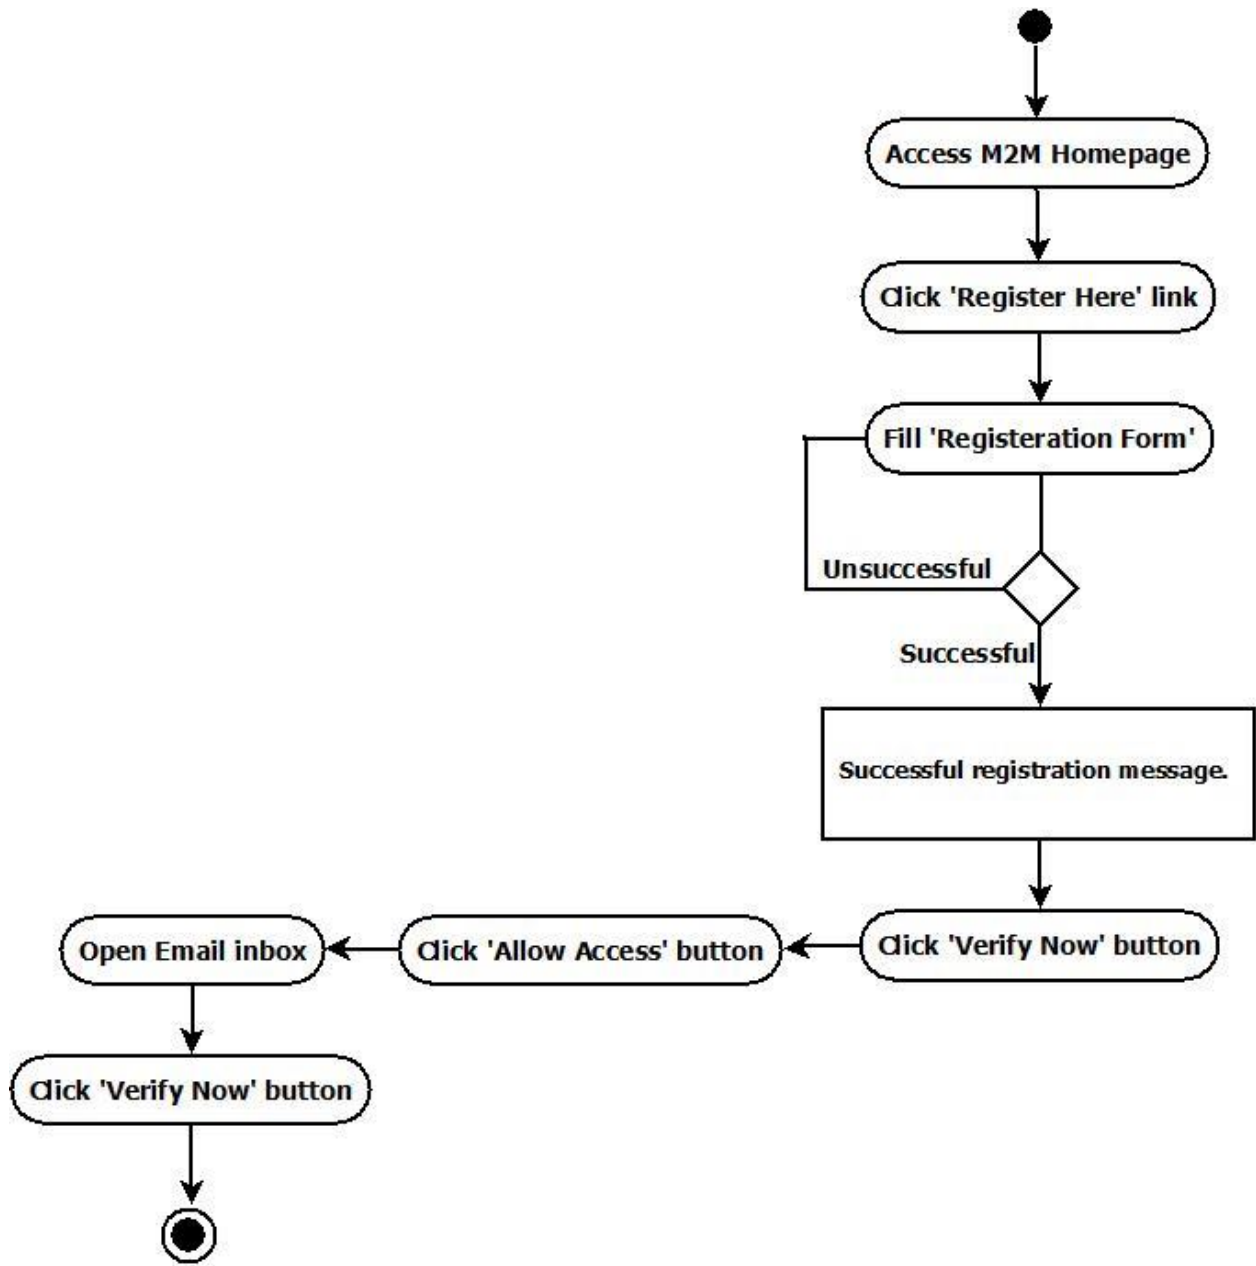 Access M2M Homepage
Click 'Register Here' link
Fill 'Registeration Form'
Unsuccessful
Successful
Successful registration message.
Click 'Verify Now' button
Click 'Allow Access' button
Open Email inbox
Click 'Verify Now' button